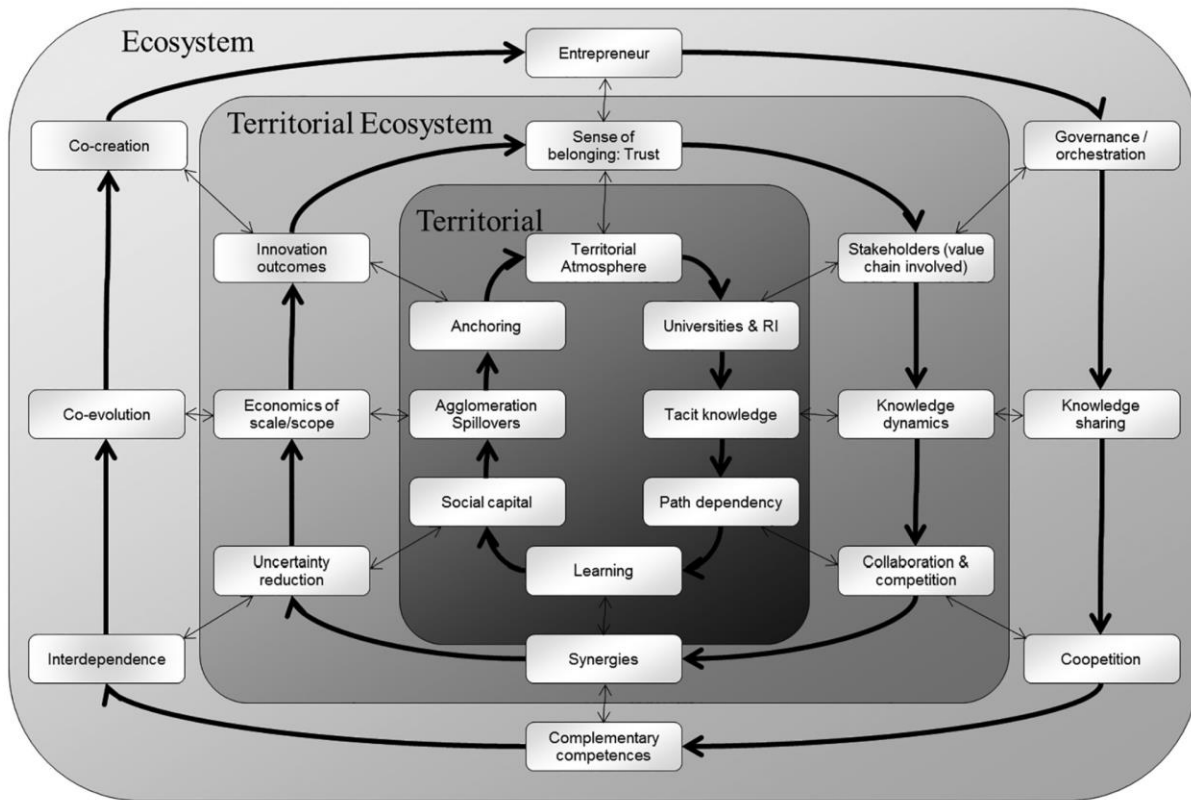 Ecosystem
Entrepreneur
Co-creation
Territorial Ecosystem
Sense of
belonging: Trust
Governance /
orchestration
Innovation
outcomes
Territorial
Territorial
Atmosphere
Stakeholders (value
chain involved)
Anchoring
Universities & RI
Co-evolution
Economics of
scale/scope
Agglomeration
Spillovers
Tacit knowledge
Knowledge
dynamics
Knowledge
sharing
Social capital
Path dependency
Uncertainty
reduction
Learning
Collaboration &
competition
Interdependence
Synergies
Coopetition
Complementary
competences